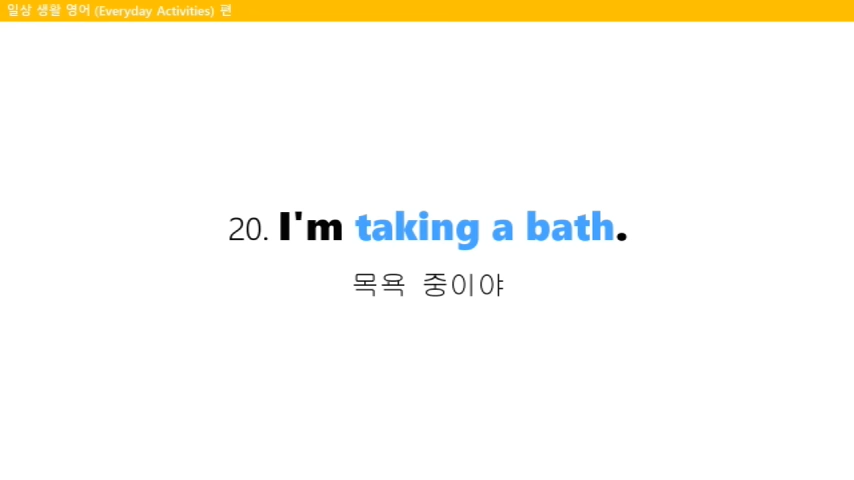 일상 생활 영어 (Everyday Activities) 편
20. I'm taking a bath.
목욕 중이야